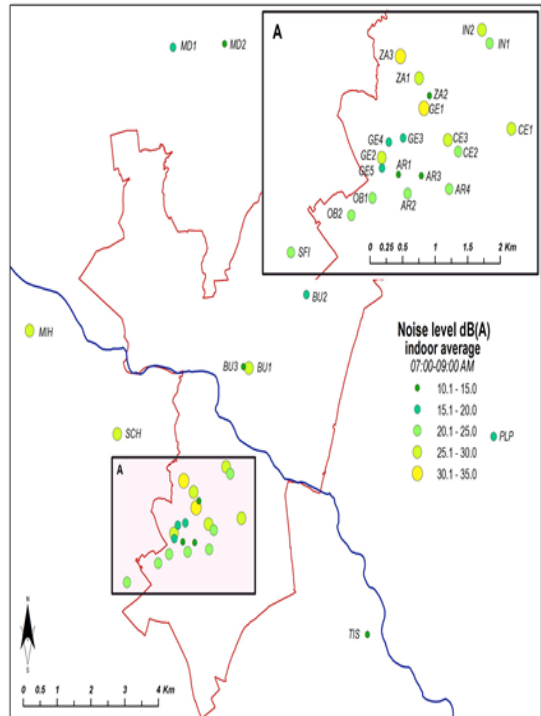 MD1
MD2
A
IN2
IN1
ZA3
ZA1
ZA2
GE1
CE1
GE4
GE3
CE3
CE2
GE2
GE5
AR1
AR3
OB1
AR2
AR4
OB2
SFI
0 0.25 0.5 1 1.5 2 Km
BU2
MIH
BU3
BU1
Noise level dB(A)
indoor average
07:00-09:00 AM
10.1 - 15.0
15.1 - 20.0
20.1 - 25.0
25.1 - 30.0
30.1 - 35.0
PLP
SCH
A
TIS
N
S
0 0.5 1 2 3 4 Km